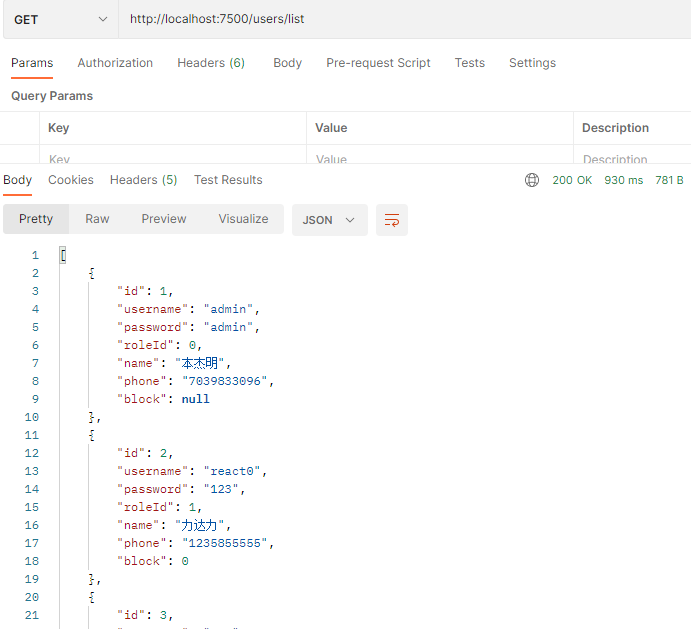 GET http://localhost:7500/users/list
Params Authorization Headers (6) Body Pre-request Script Tests Settings
Query Params
Key Value Description
Key Value Description
Body Cookies Headers (5) Test Results 200 OK 930 ms 781 B
Pretty Raw Preview Visualize JSON
1 [
2 {
3 "id": 1,
4 "username": "admin",
5 "password": "admin",
6 "roleId": 0,
7 "name": "本杰明",
8 "phone": "7039833096",
9 "block": null
10 },
11 {
12 "id": 2,
13 "username": "react0",
14 "password": "123",
15 "roleId": 1,
16 "name": "力达力",
17 "phone": "1235855555",
18 "block": 0
19 },
20 {
21 "id": 3,